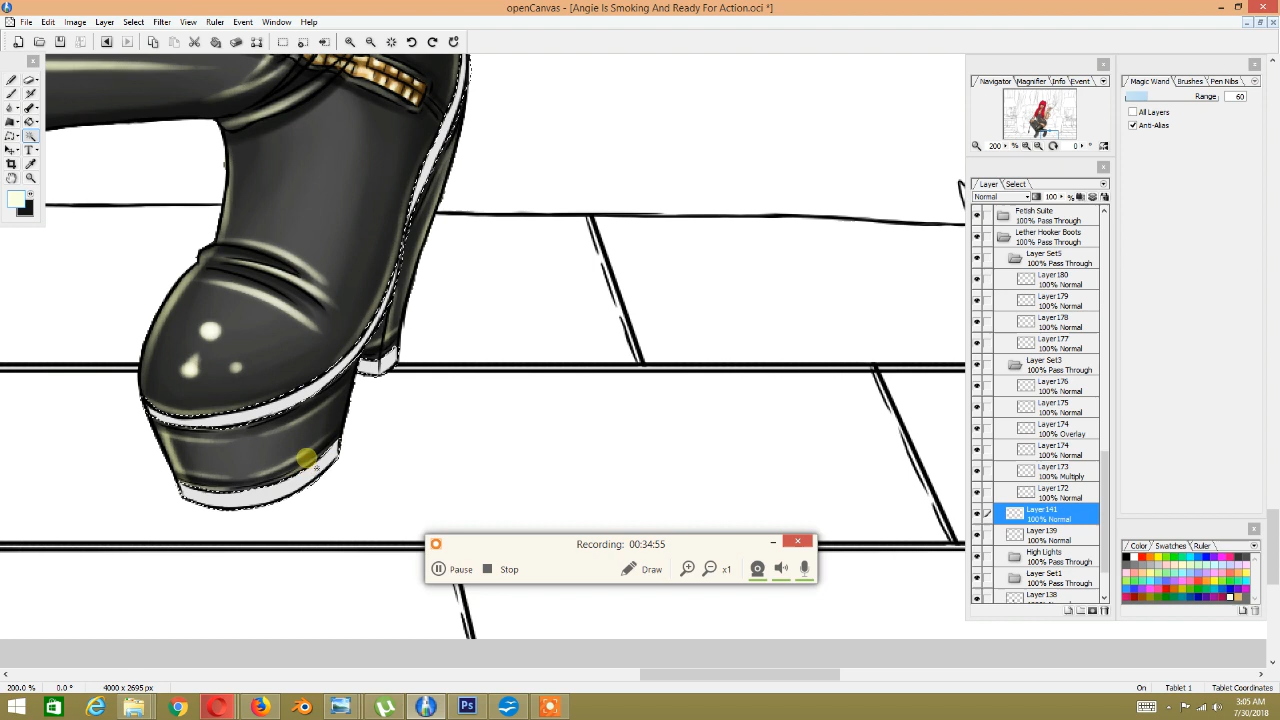 openCanvas - [Angie Is Smoking And Ready For Action.oci *]
File Edit Image Layer Select Filter View Ruler Event Window Help
Navigator Magnifier Info Event
200 % 0 °
Magic Wand Brushes Pen Nibs
Range 60
All Layers
Anti-Alias
Layer Select
Normal 100 %
Fetish Suite
100% Pass Through
Lether Hooker Boots
100% Pass Through
Layer Set5
100% Pass Through
Layer180
100% Normal
Layer179
100% Normal
Layer178
100% Normal
Layer177
100% Normal
Layer Set3
100% Pass Through
Layer176
100% Normal
Layer175
100% Normal
Layer174
100% Overlay
Layer174
100% Normal
Layer173
100% Multiply
Layer172
100% Normal
Layer141
100% Normal
Layer139
100% Normal
High Lights
100% Pass Through
Layer Set1
100% Pass Through
Layer138
100% Normal
Color Swatches Ruler
Recording: 00:34:55
Pause Stop Draw x1
200.0 % 0.0 ° 4000 x 2695 px On Tablet 1 Tablet Coordinates
Ps
3:05 AM
7/30/2018